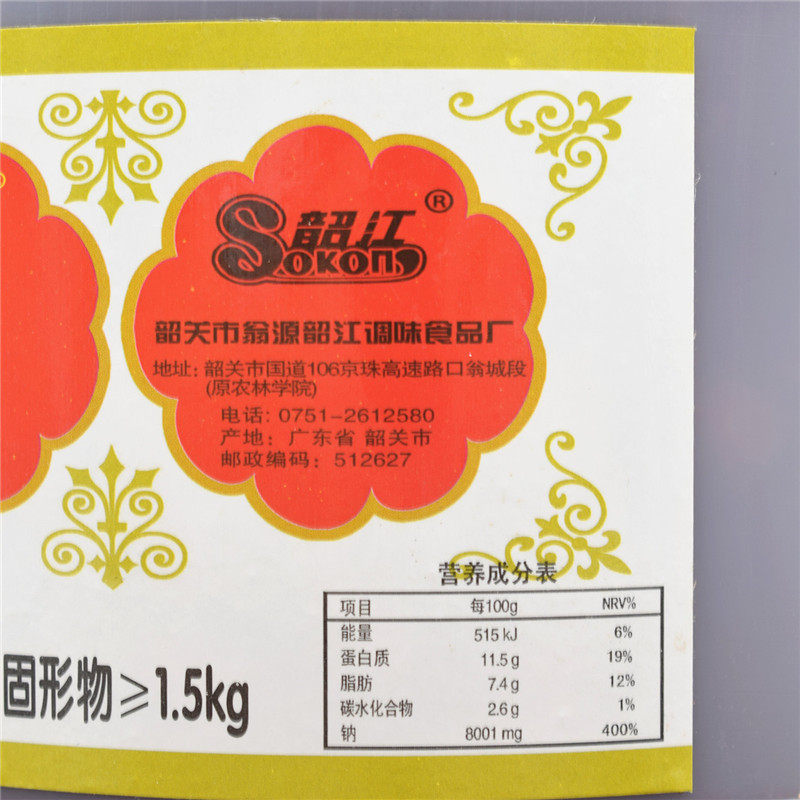 韶江®
SOKON
韶关市翁源韶江调味食品厂
地址：韶关市国道106京珠高速路口翁城段
(原农林学院)
电话：0751-2612580
产地：广东省 韶关市
邮政编码：512627
营养成分表
项目 每100g NRV%
能量 515 kJ 6%
蛋白质 11.5 g 19%
脂肪 7.4 g 12%
碳水化合物 2.6 g 1%
钠 8001 mg 400%
固形物≥1.5kg